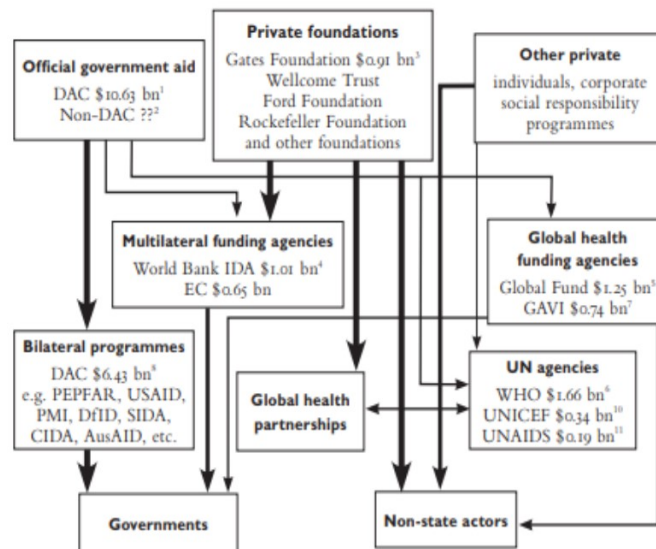 Private foundations
Gates Foundation $0.91 bn³
Wellcome Trust
Ford Foundation
Rockefeller Foundation
and other foundations
Official government aid
DAC $10.63 bn¹
Non-DAC ??²
Other private
individuals, corporate
social responsibility
programmes
Multilateral funding agencies
World Bank IDA $1.01 bn⁴
EC $0.65 bn
Global health
funding agencies
Global Fund $1.25 bn⁵
GAVI $0.74 bn⁷
Bilateral programmes
DAC $6.43 bn⁸
e.g. PEPFAR, USAID,
PMI, DfID, SIDA,
CIDA, AusAID, etc.
Global health
partnerships
UN agencies
WHO $1.66 bn⁶
UNICEF $0.34 bn¹⁰
UNAIDS $0.19 bn¹¹
Governments
Non-state actors